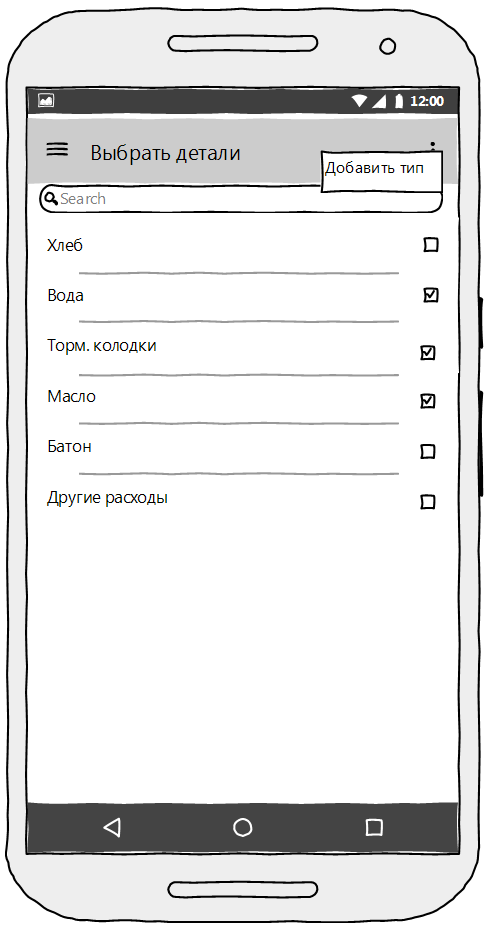 12:00
Выбрать детали
Добавить тип
Search
Хлеб
Вода
Торм. колодки
Масло
Батон
Другие расходы